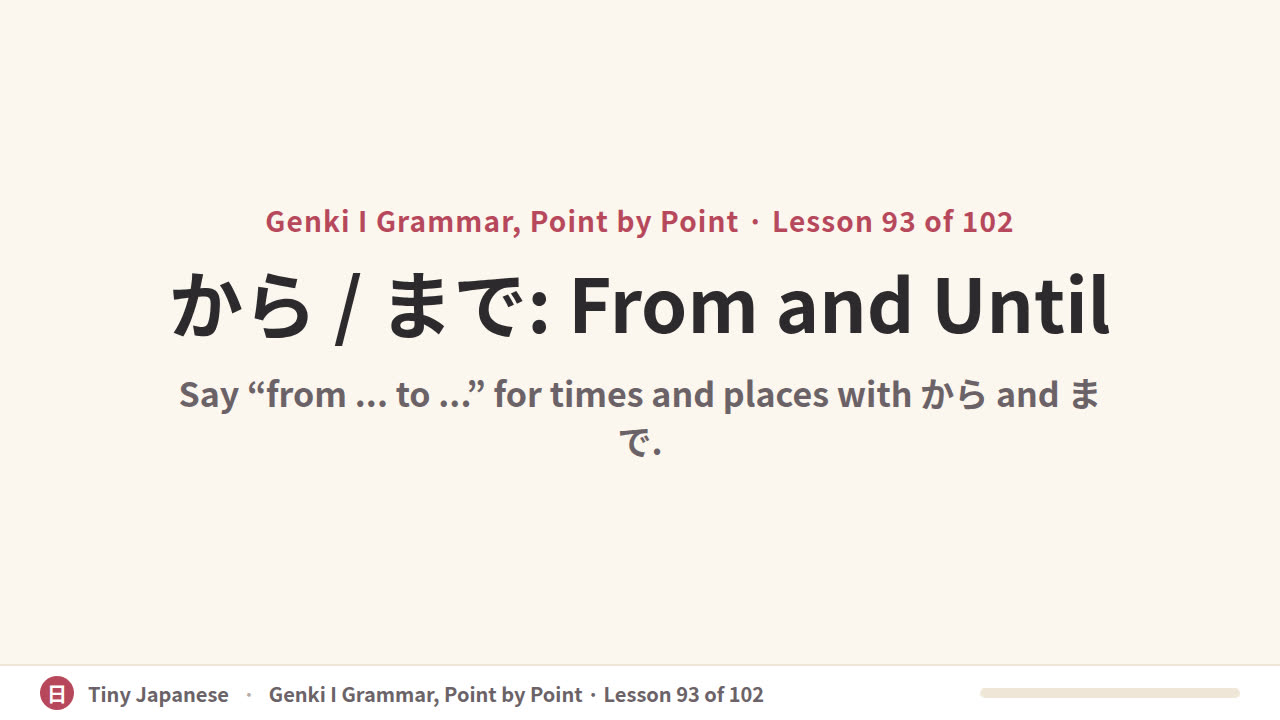 Genki I Grammar, Point by Point · Lesson 93 of 102
から / まで: From and Until
Say “from ... to ...” for times and places with から and ま
で.
日 Tiny Japanese · Genki I Grammar, Point by Point · Lesson 93 of 102